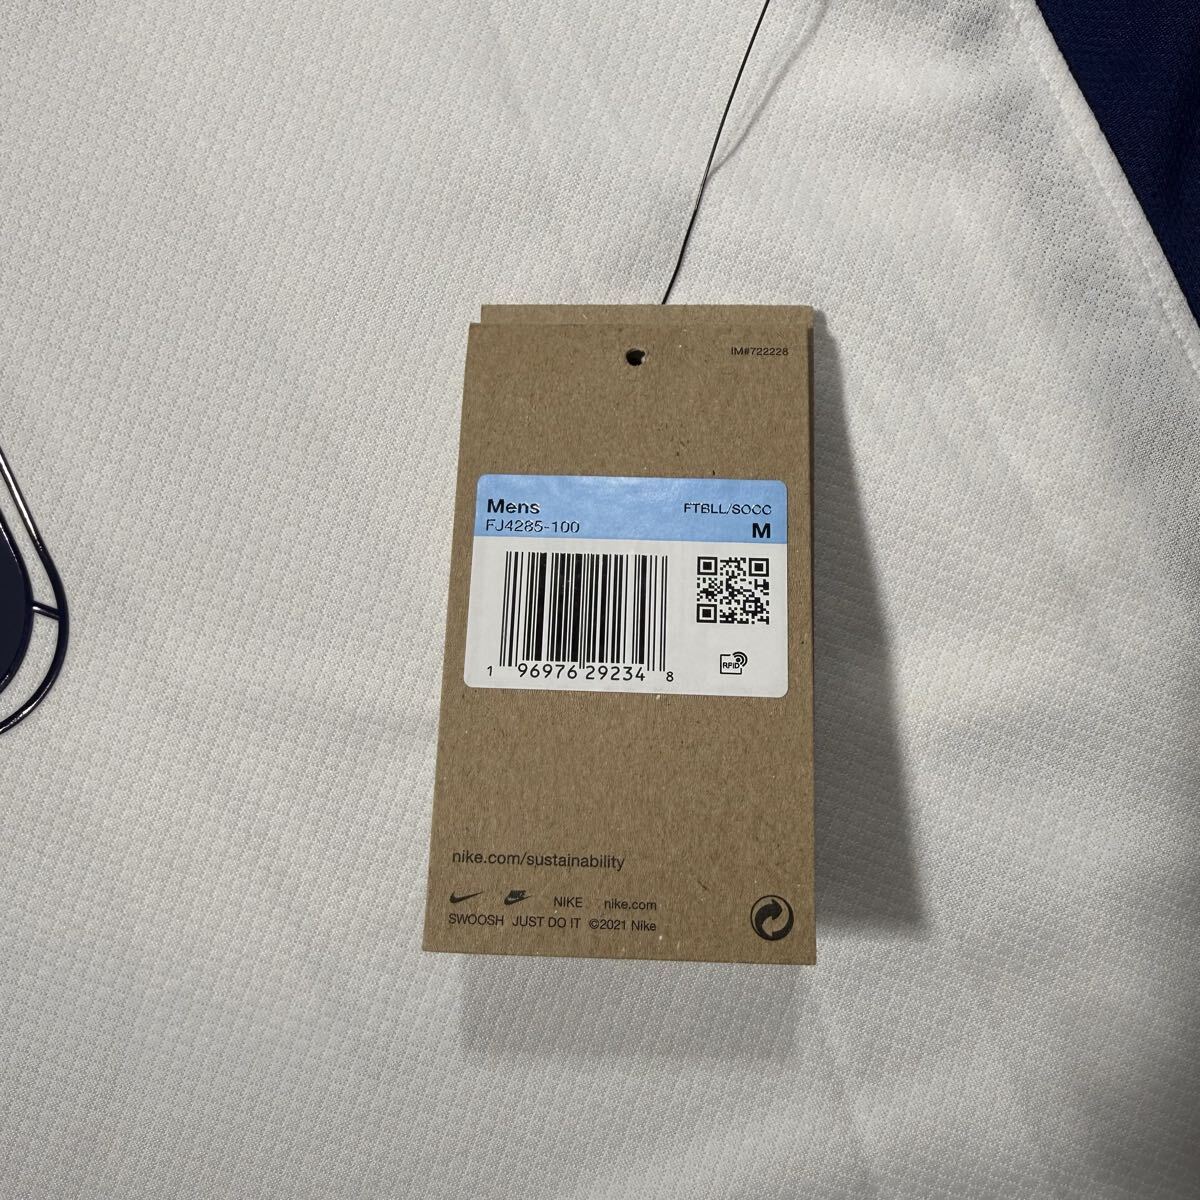 IM#722228
Mens FTBLL/SOCC
FJ4285-100 M
1 96976 29234 8
RFID
nike.com/sustainability
NIKE nike.com
SWOOSH JUST DO IT ©2021 Nike